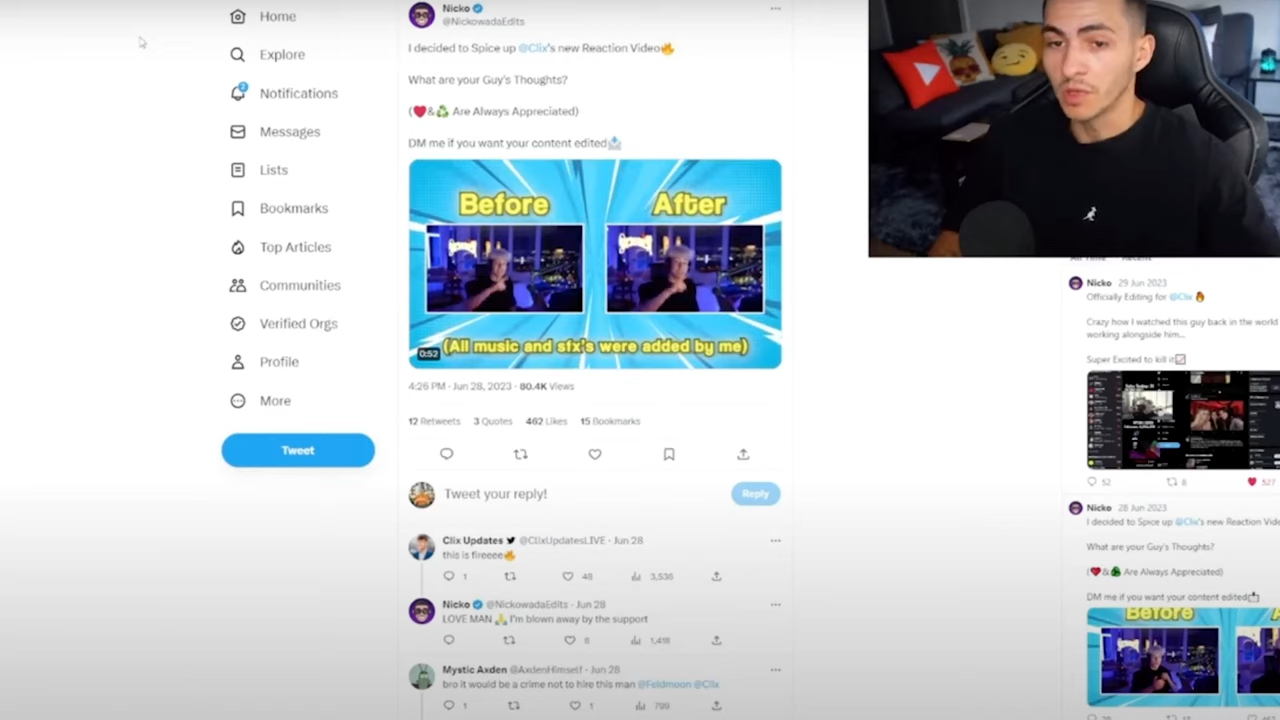 Home
Explore
2
Notifications
Messages
Lists
Bookmarks
Top Articles
Communities
Verified Orgs
Profile
More
Tweet
Nicko
@NickowadaEdits
I decided to Spice up @Clix's new Reaction Video🔥
What are your Guy's Thoughts?
(❤️&♻️ Are Always Appreciated)
DM me if you want your content edited📩
Before After
(All music and sfx's were added by me)
0:52
4:26 PM · Jun 28, 2023 · 80.4K Views
12 Retweets 3 Quotes 462 Likes 15 Bookmarks
Tweet your reply!
Reply
Clix Updates @ClixUpdatesLIVE · Jun 28
this is fireeee🔥
1 48 3,536
Nicko @NickowadaEdits · Jun 28
LOVE MAN 🙏 I'm blown away by the support
8 1,418
Mystic Axden @AxdenHimself · Jun 28
bro it would be a crime not to hire this man @Feldmoon @Clix
1 1 799
Nicko 29 Jun 2023
Officially Editing for @Clix 🔥
Crazy how I watched this guy back in the world
working alongside him...
Super Excited to kill it📈
52 8 527
Nicko 28 Jun 2023
I decided to Spice up @Clix's new Reaction Vide
What are your Guy's Thoughts?
(❤️&♻️ Are Always Appreciated)
DM me if you want your content edited📩
Before